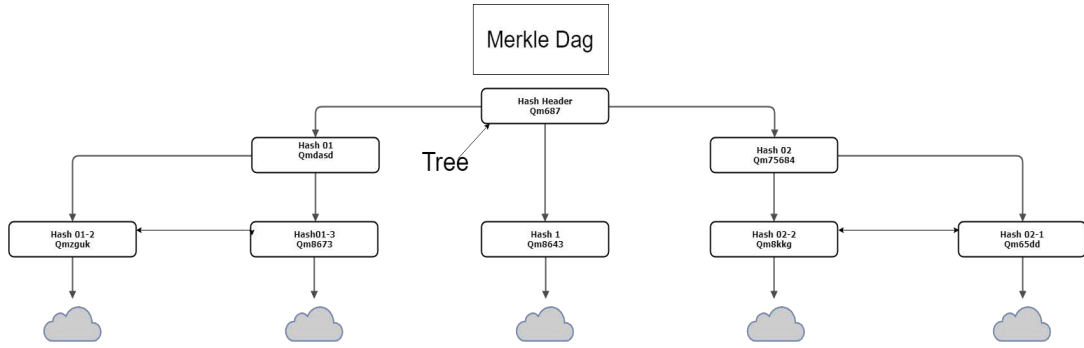 Merkle Dag
Hash Header
Qm687
Tree
Hash 01
Qmdasd
Hash 02
Qm75684
Hash 01-2
Qmzguk
Hash01-3
Qm8673
Hash 1
Qm8643
Hash 02-2
Qm8kkg
Hash 02-1
Qm65dd